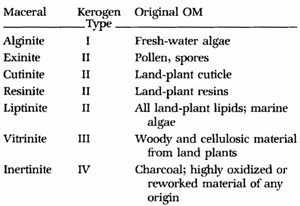 Maceral Kerogen Type Original OM
Alginite I Fresh-water algae
Exinite II Pollen, spores
Cutinite II Land-plant cuticle
Resinite II Land-plant resins
Liptinite II All land-plant lipids; marine
algae
Vitrinite III Woody and cellulosic material
from land plants
Inertinite IV Charcoal; highly oxidized or
reworked material of any
origin